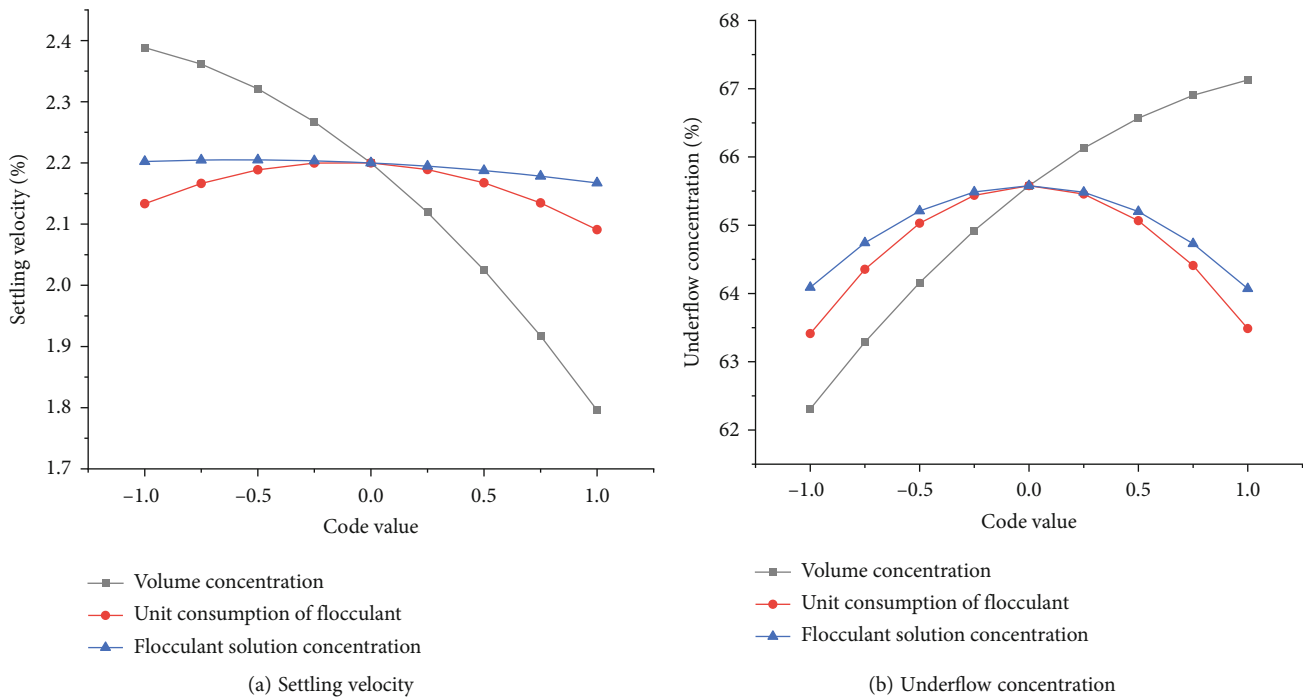 2.4
2.3
2.2
2.1
2.0
1.9
1.8
1.7
Settling velocity (%)
–1.0 –0.5 0.0 0.5 1.0
Code value
Volume concentration
Unit consumption of flocculant
Flocculant solution concentration
(a) Settling velocity
68
67
66
65
64
63
62
Underflow concentration (%)
–1.0 –0.5 0.0 0.5 1.0
Code value
Volume concentration
Unit consumption of flocculant
Flocculant solution concentration
(b) Underflow concentration